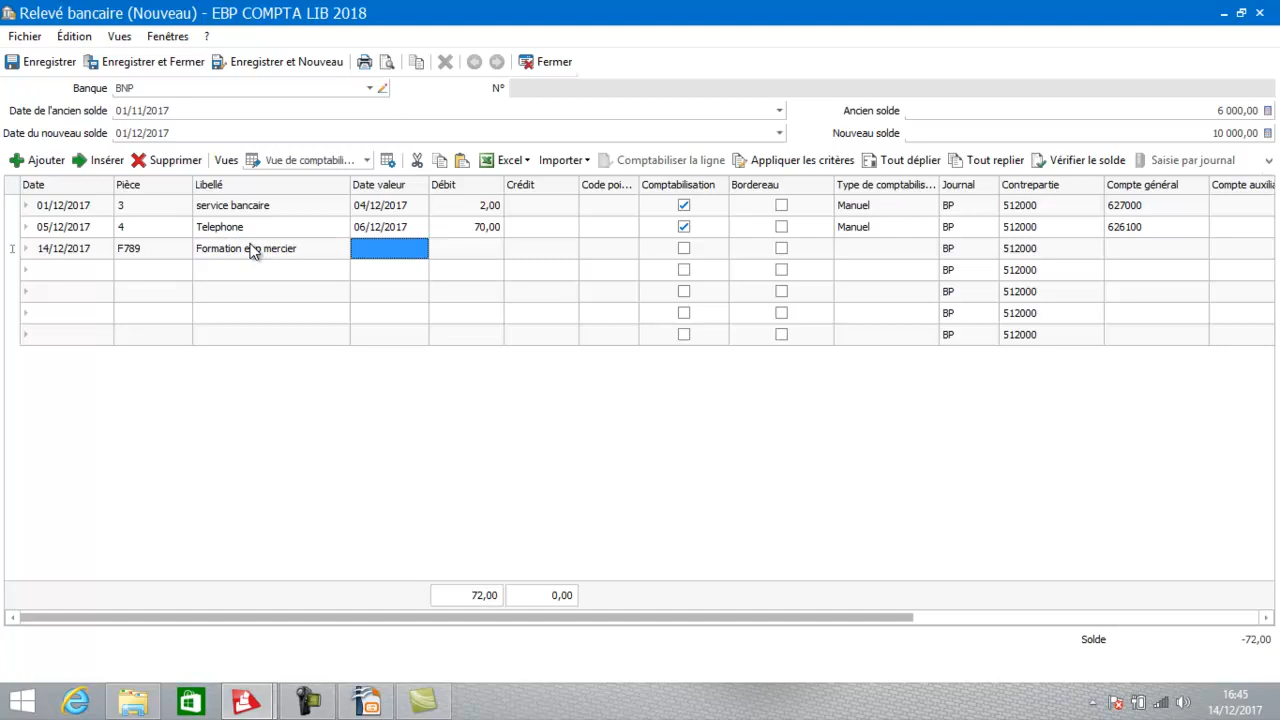 Relevé bancaire (Nouveau) - EBP COMPTA LIB 2018
Fichier Édition Vues Fenêtres ?
Enregistrer Enregistrer et Fermer Enregistrer et Nouveau Fermer
Banque BNP N°
Date de l'ancien solde 01/11/2017 Ancien solde 6 000,00
Date du nouveau solde 01/12/2017 Nouveau solde 10 000,00
Ajouter Insérer Supprimer Vues Vue de comptabili... Excel Importer Comptabiliser la ligne Appliquer les critères Tout déplier Tout replier Vérifier le solde Saisie par journal
Date Pièce Libellé Date valeur Débit Crédit Code poi... Comptabilisation Bordereau Type de comptabilis... Journal Contrepartie Compte général Compte auxilia
01/12/2017 3 service bancaire 04/12/2017 2,00 Manuel BP 512000 627000
05/12/2017 4 Telephone 06/12/2017 70,00 Manuel BP 512000 626100
14/12/2017 F789 Formation mercier BP 512000
BP 512000
BP 512000
BP 512000
BP 512000
72,00 0,00
Solde -72,00
16:45
14/12/2017